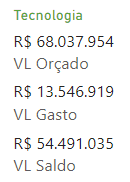 Tecnologia
R$ 68.037.954
VL Orçado
R$ 13.546.919
VL Gasto
R$ 54.491.035
VL Saldo